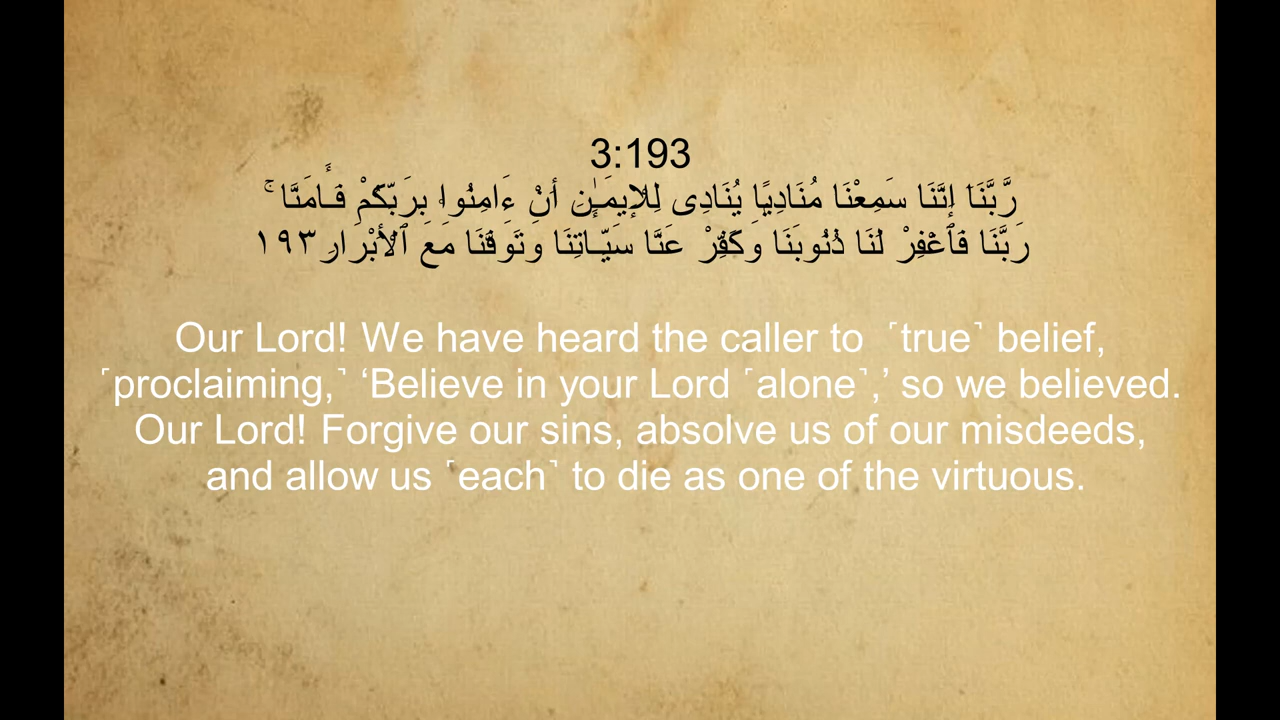 3:193
رَّبَّنَآ إِنَّنَا سَمِعْنَا مُنَادِيًا يُنَادِى لِلإِيمَـٰنِ أَنْ ءَامِنُوا۟ بِرَبِّكُمْ فَـَٔامَنَّا ۚ
رَبَّنَا فَٱغْفِرْ لَنَا ذُنُوبَنَا وَكَفِّرْ عَنَّا سَيِّـَٔاتِنَا وَتَوَفَّنَا مَعَ ٱلْأَبْرَارِ ١٩٣
Our Lord! We have heard the caller to ˹true˺ belief,
˹proclaiming,˺ ‘Believe in your Lord ˹alone˺,’ so we believed.
Our Lord! Forgive our sins, absolve us of our misdeeds,
and allow us ˹each˺ to die as one of the virtuous.